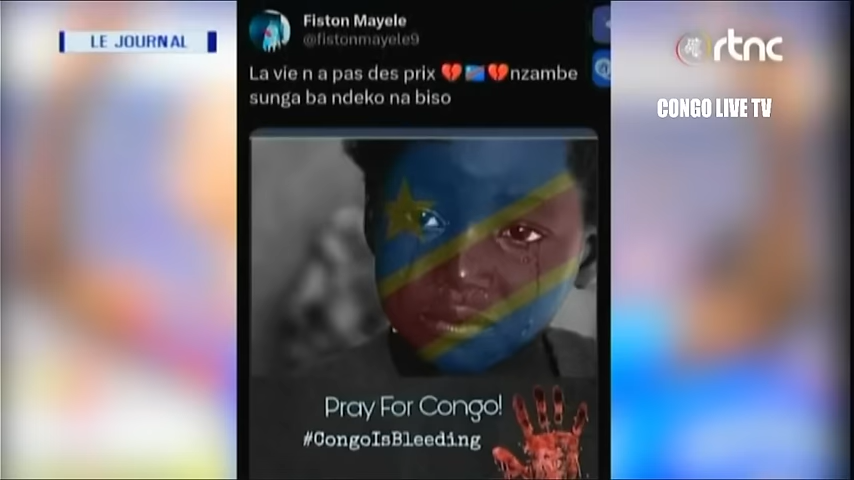 LE JOURNAL
Fiston Mayele
@fistonmayele9
La vie n a pas des prix 💔🇨🇩💔nzambe
sunga ba ndeko na biso
rtnc
CONGO LIVE TV
Pray For Congo!
#CongoIsBleeding